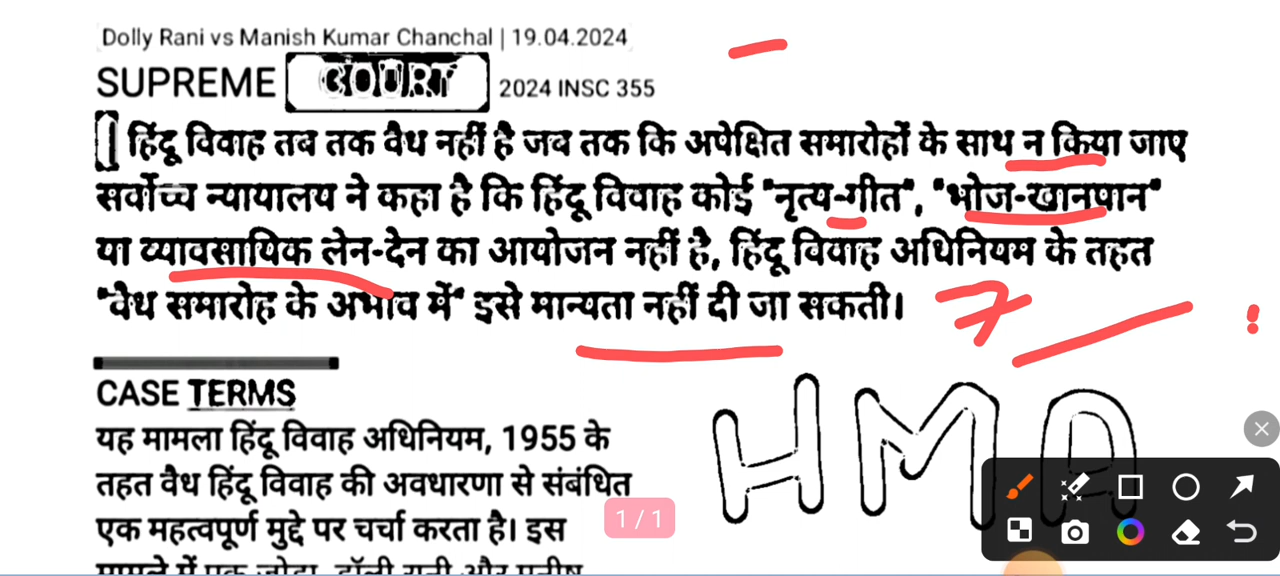 Dolly Rani vs Manish Kumar Chanchal | 19.04.2024
SUPREME COURT 2024 INSC 355
हिंदू विवाह तब तक वैध नहीं है जब तक कि अपेक्षित समारोहों के साथ न किया जाए
सर्वोच्च न्यायालय ने कहा है कि हिंदू विवाह कोई "नृत्य-गीत", "भोज-खानपान"
या व्यावसायिक लेन-देन का आयोजन नहीं है, हिंदू विवाह अधिनियम के तहत
"वैध समारोह के अभाव में" इसे मान्यता नहीं दी जा सकती।
7
CASE TERMS
यह मामला हिंदू विवाह अधिनियम, 1955 के
तहत वैध हिंदू विवाह की अवधारणा से संबंधित
एक महत्वपूर्ण मुद्दे पर चर्चा करता है। इस
HMA
1 / 1